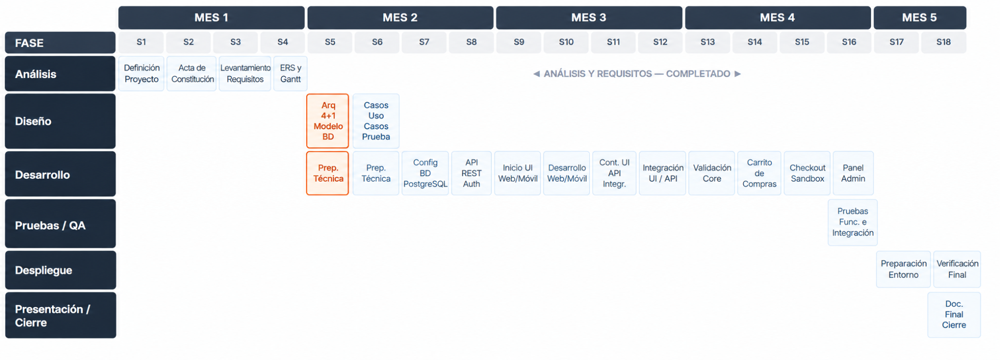 MES 1 MES 2 MES 3 MES 4 MES 5
FASE S1 S2 S3 S4 S5 S6 S7 S8 S9 S10 S11 S12 S13 S14 S15 S16 S17 S18
Análisis
Definición
Proyecto
Acta de
Constitución
Levantamiento
Requisitos
ERS y
Gantt
◄ ANÁLISIS Y REQUISITOS — COMPLETADO ►
Diseño
Arq
4+1
Modelo
BD
Casos
Uso
Casos
Prueba
Desarrollo
Prep.
Técnica
Prep.
Técnica
Config
BD
PostgreSQL
API
REST
Auth
Inicio UI
Web/Móvil
Desarrollo
Web/Móvil
Cont. UI
API
Integr.
Integración
UI / API
Validación
Core
Carrito
de
Compras
Checkout
Sandbox
Panel
Admin
Pruebas / QA
Pruebas
Func. e
Integración
Despliegue
Preparación
Entorno
Verificación
Final
Presentación /
Cierre
Doc.
Final
Cierre